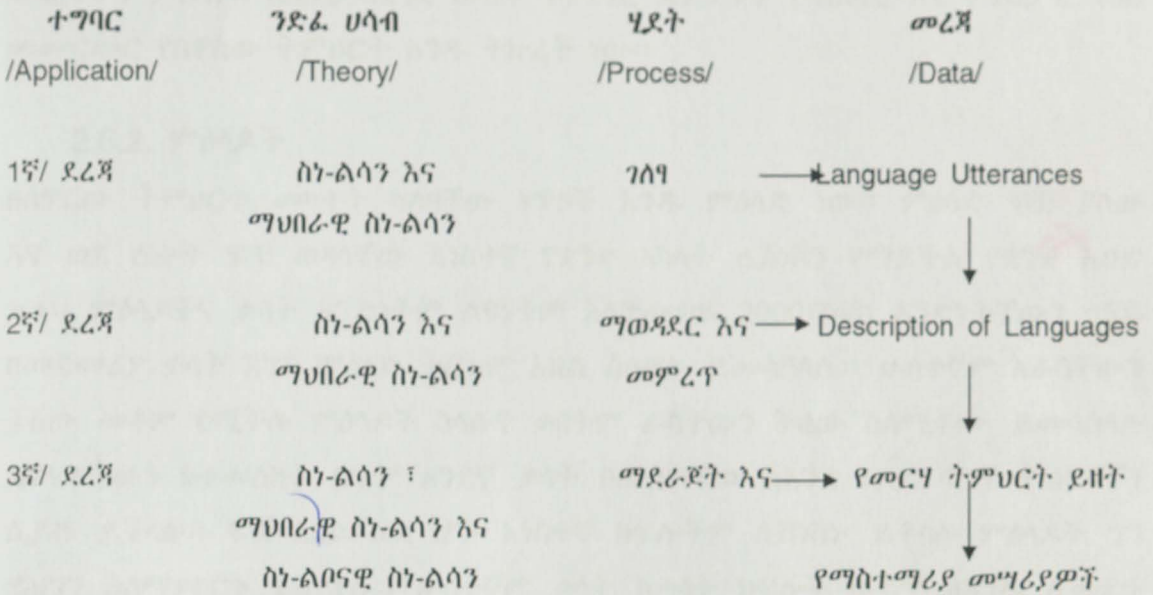 ተግባር ንድፈ ሀሳብ ሂደት መረጃ
/Application/ /Theory/ /Process/ /Data/
1ኛ/ ደረጃ ስነ-ልሳን እና ገለፃ Language Utterances
ማህበራዊ ስነ-ልሳን
2ኛ/ ደረጃ ስነ-ልሳን እና ማወዳደር እና Description of Languages
ማህበራዊ ስነ-ልሳን መምረጥ
3ኛ/ ደረጃ ስነ-ልሳን ፣ ማደራጀት እና የመርሃ ትምህርት ይዘት
ማህበራዊ ስነ-ልሳን እና
ስነ-ልቦናዊ ስነ-ልሳን የማስተማሪያ መሣሪያዎች